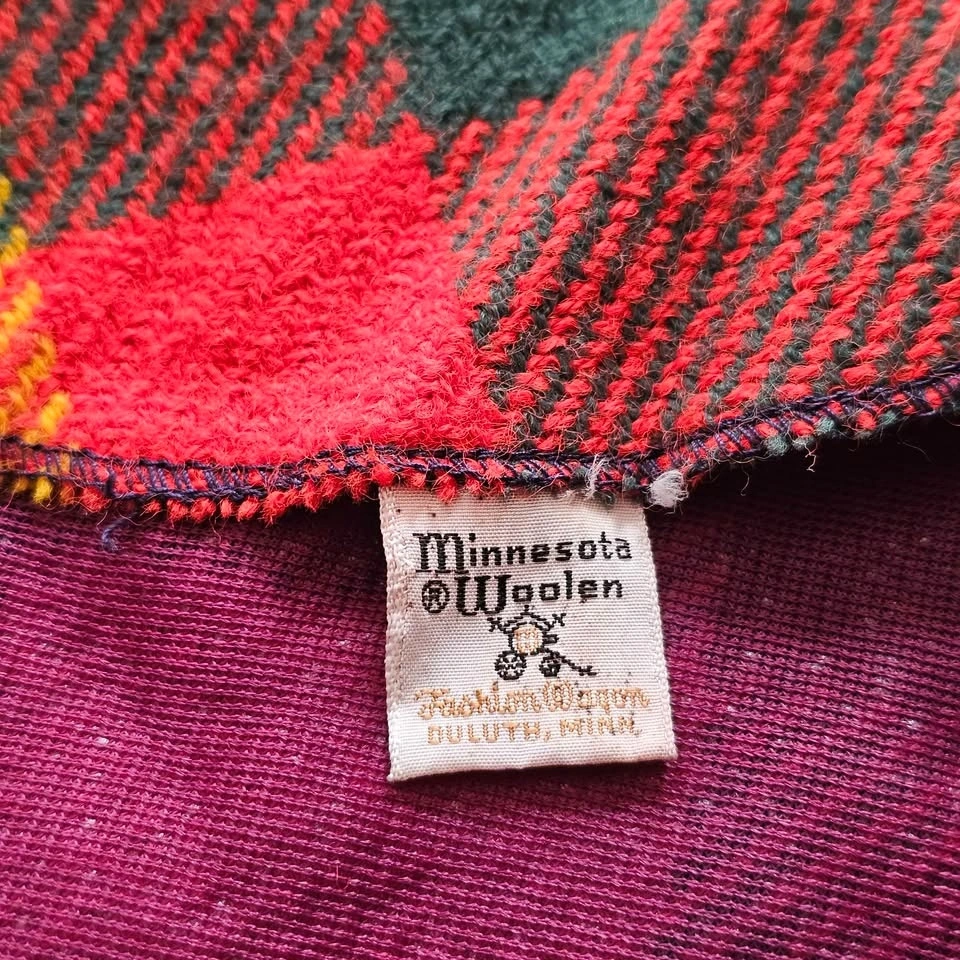 Minnesota
® Woolen
Fashion Wagon
DULUTH, MINN.